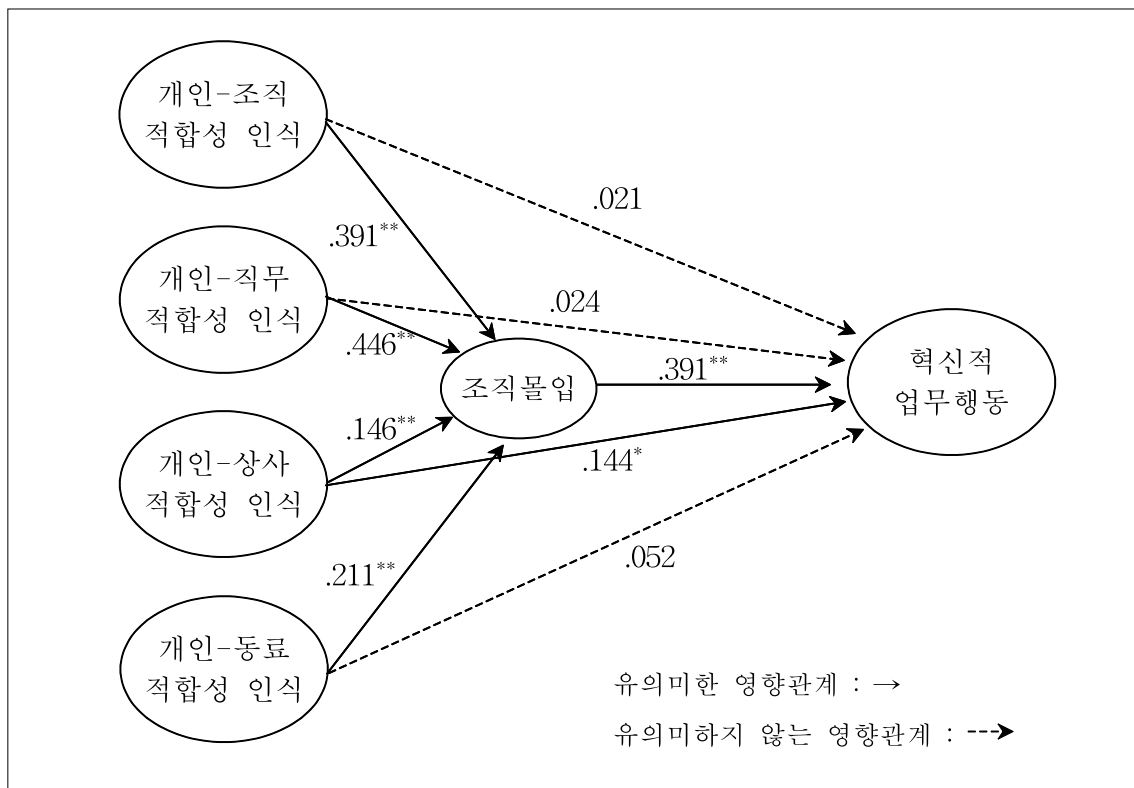 개인-조직
적합성 인식
.021
.391**
개인-직무
적합성 인식
.024
.446**
조직몰입
.391**
혁신적
업무행동
.146**
개인-상사
적합성 인식
.144*
.211**
.052
개인-동료
적합성 인식
유의미한 영향관계 : →
유의미하지 않는 영향관계 :